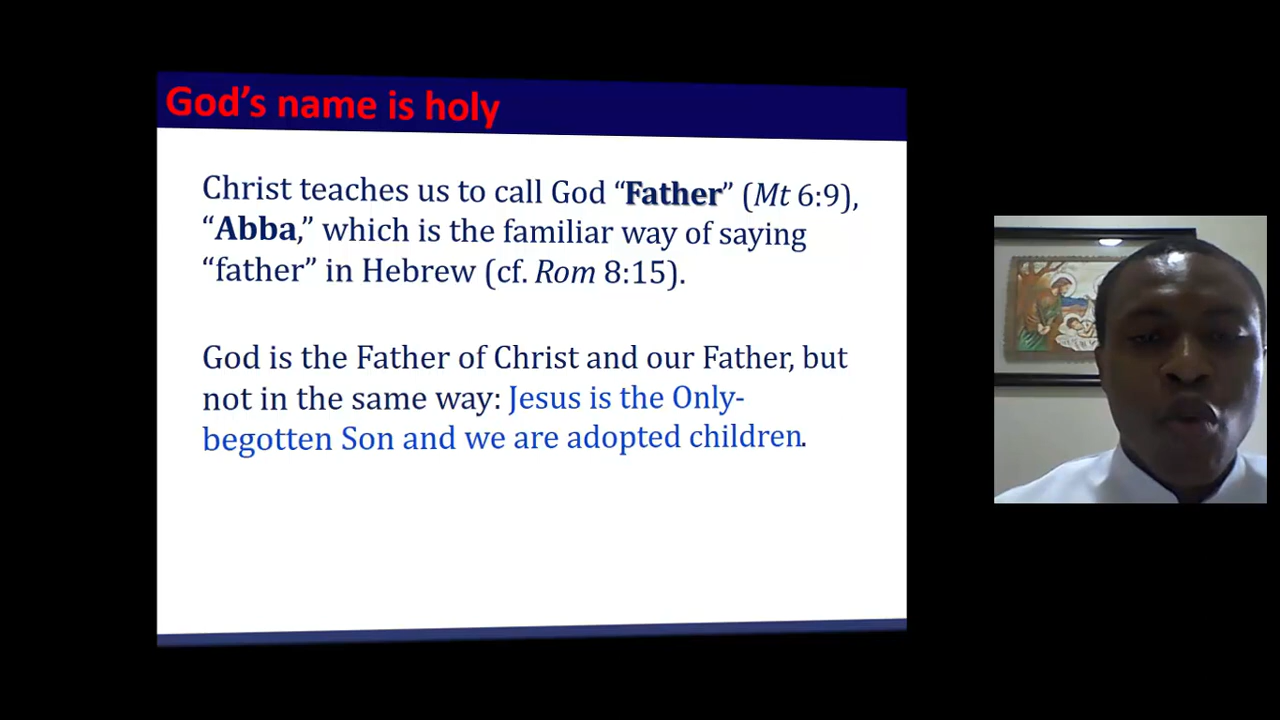 God’s name is holy
Christ teaches us to call God “Father” (Mt 6:9),
“Abba,” which is the familiar way of saying
“father” in Hebrew (cf. Rom 8:15).
God is the Father of Christ and our Father, but
not in the same way: Jesus is the Only-
begotten Son and we are adopted children.